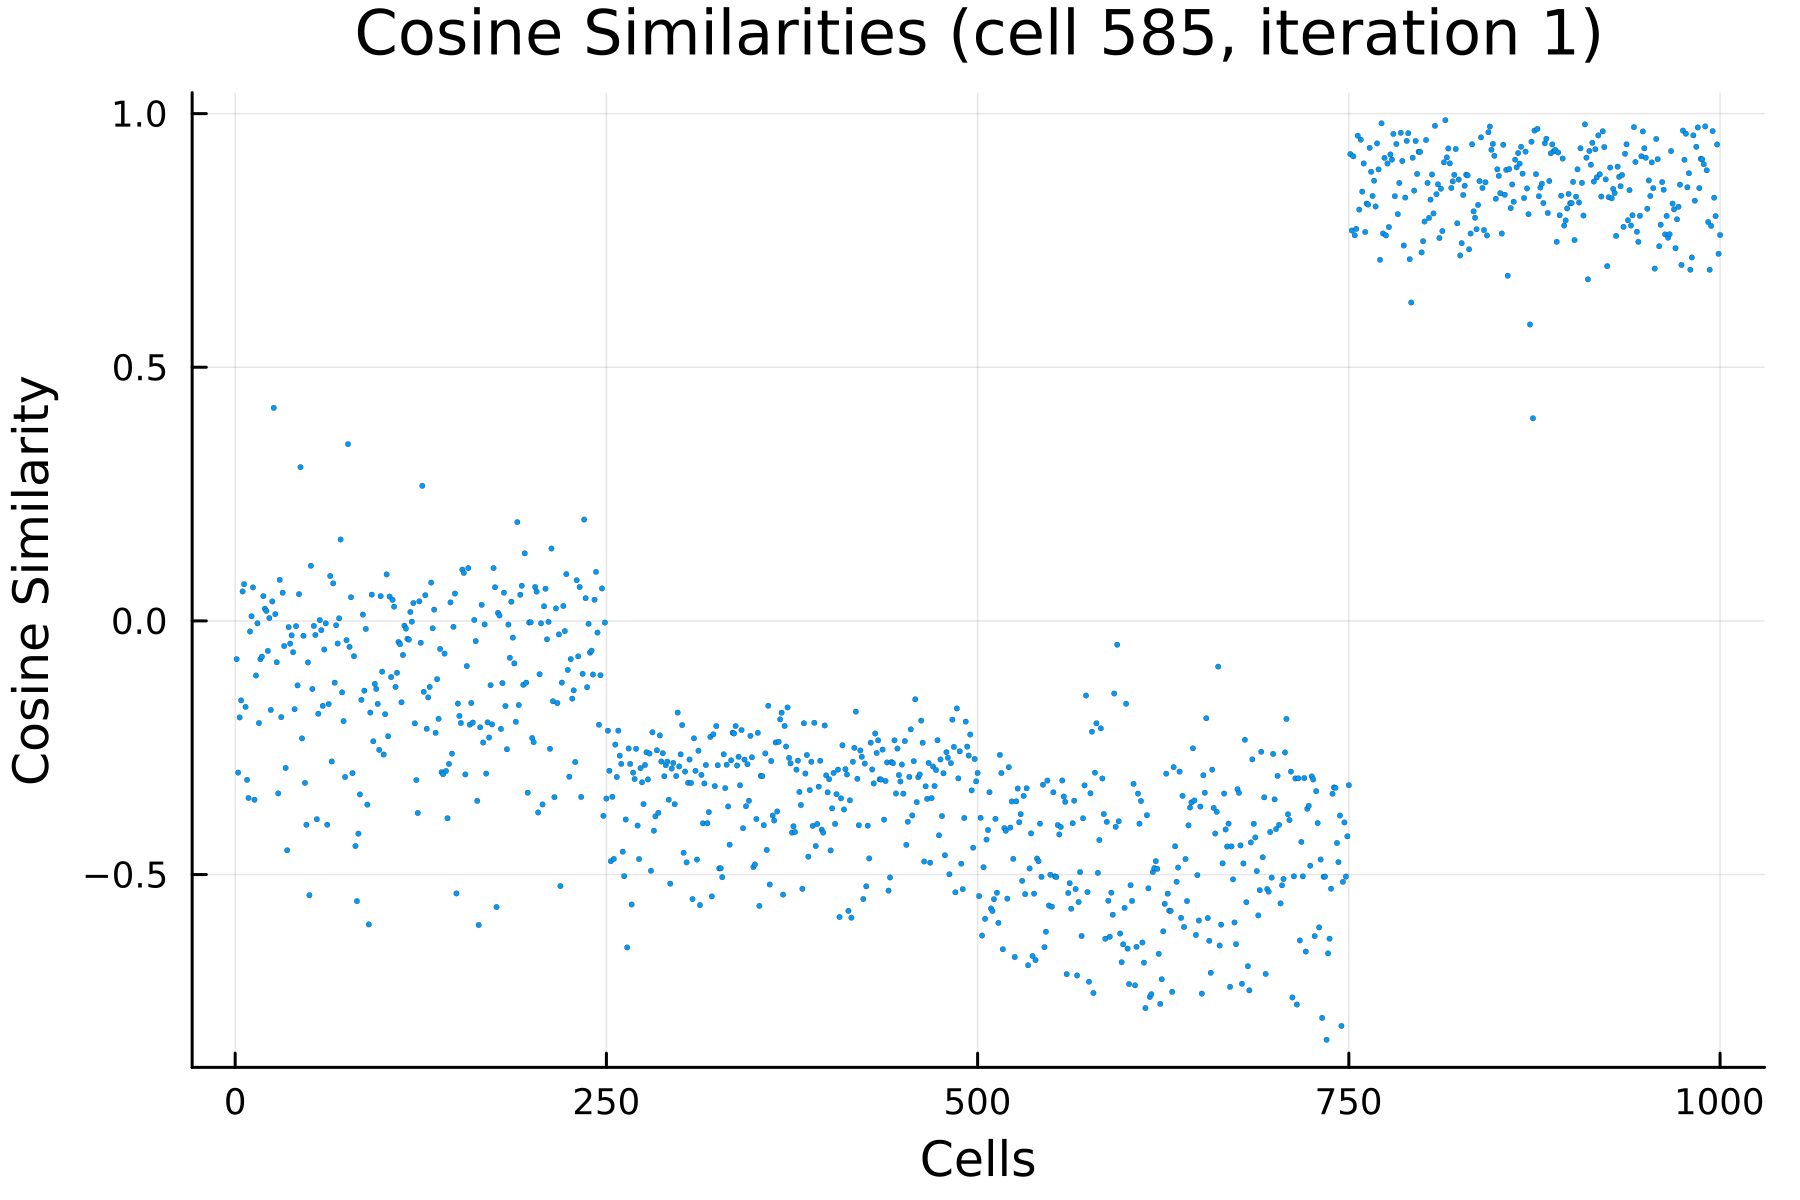 Cosine Similarities (cell 585, iteration 1)
1.0
0.5
0.0
−0.5
Cosine Similarity
0 250 500 750 1000
Cells